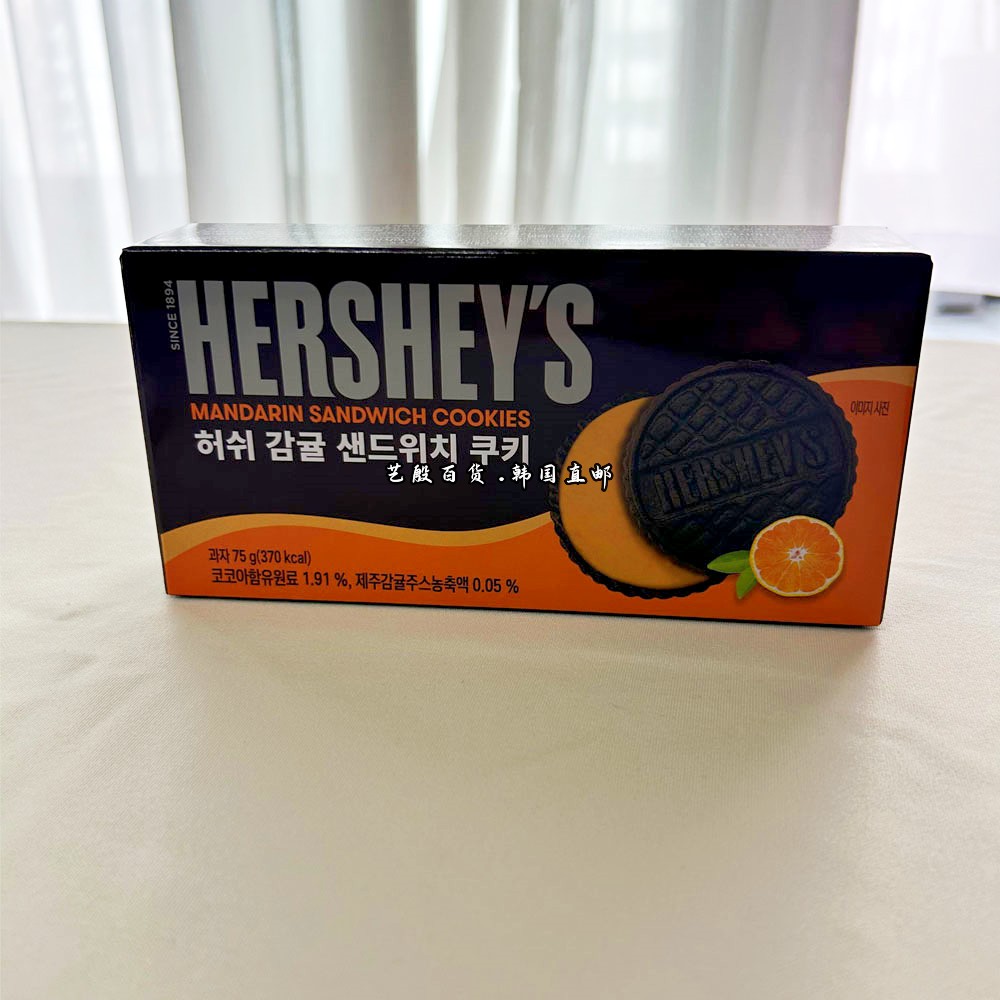 SINCE 1894
HERSHEY'S
MANDARIN SANDWICH COOKIES
허쉬 감귤 샌드위치 쿠키
艺殷百货.韩国直邮
이미지 사진
HERSHEY'S
과자 75 g(370 kcal)
코코아함유원료 1.91 %, 제주감귤주스농축액 0.05 %